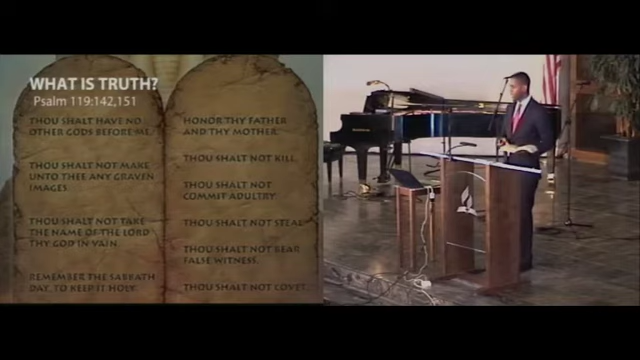 WHAT IS TRUTH?
Psalm 119:142,151
THOU SHALT HAVE NO
OTHER GODS BEFORE ME.
THOU SHALT NOT MAKE
UNTO THEE ANY GRAVEN
IMAGES.
THOU SHALT NOT TAKE
THE NAME OF THE LORD
THY GOD IN VAIN.
REMEMBER THE SABBATH
DAY, TO KEEP IT HOLY.
HONOR THY FATHER
AND THY MOTHER.
THOU SHALT NOT KILL.
THOU SHALT NOT
COMMIT ADULTRY.
THOU SHALT NOT STEAL.
THOU SHALT NOT BEAR
FALSE WITNESS.
THOU SHALT NOT COVET.